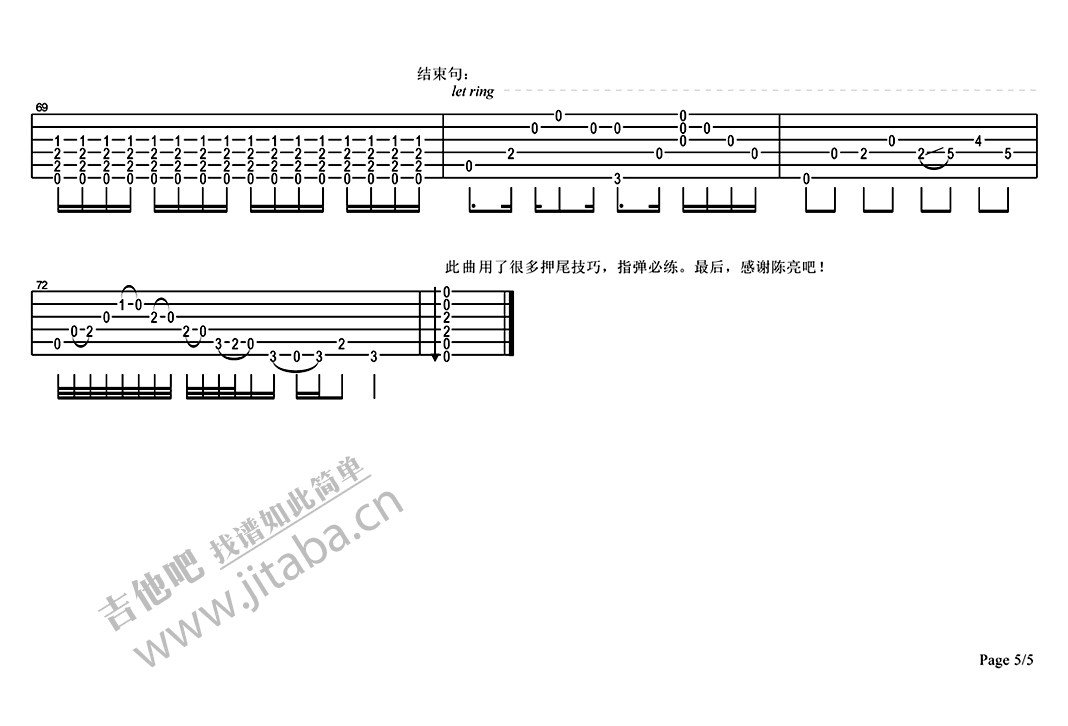 结束句：
let ring
69
1 1 1 1 1 1 1 1 1 1 1 1 1 1 1 1
2 2 2 2 2 2 2 2 2 2 2 2 2 2 2 2
2 2 2 2 2 2 2 2 2 2 2 2 2 2 2 2
0 0 0 0 0 0 0 0 0 0 0 0 0 0 0 0
0 2 0 0 0 0 3 0 0 0 0 0 0 0
0 0 2 0 2 5 4 5
此曲用了很多押尾技巧，指弹必练。最后，感谢陈亮吧！
72
0 0 2 0 1 0 2 0 2 0 3 2 0 3 0 3 2 3
0
0
2
2
0
0
吉他吧 找谱如此简单
www.jitaba.cn
Page 5/5